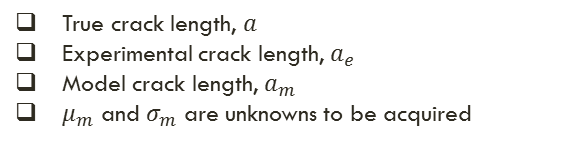 ❑ True crack length, 𝑎
❑ Experimental crack length, 𝑎ₑ
❑ Model crack length, 𝑎ₘ
❑ 𝜇ₘ and 𝜎ₘ are unknowns to be acquired